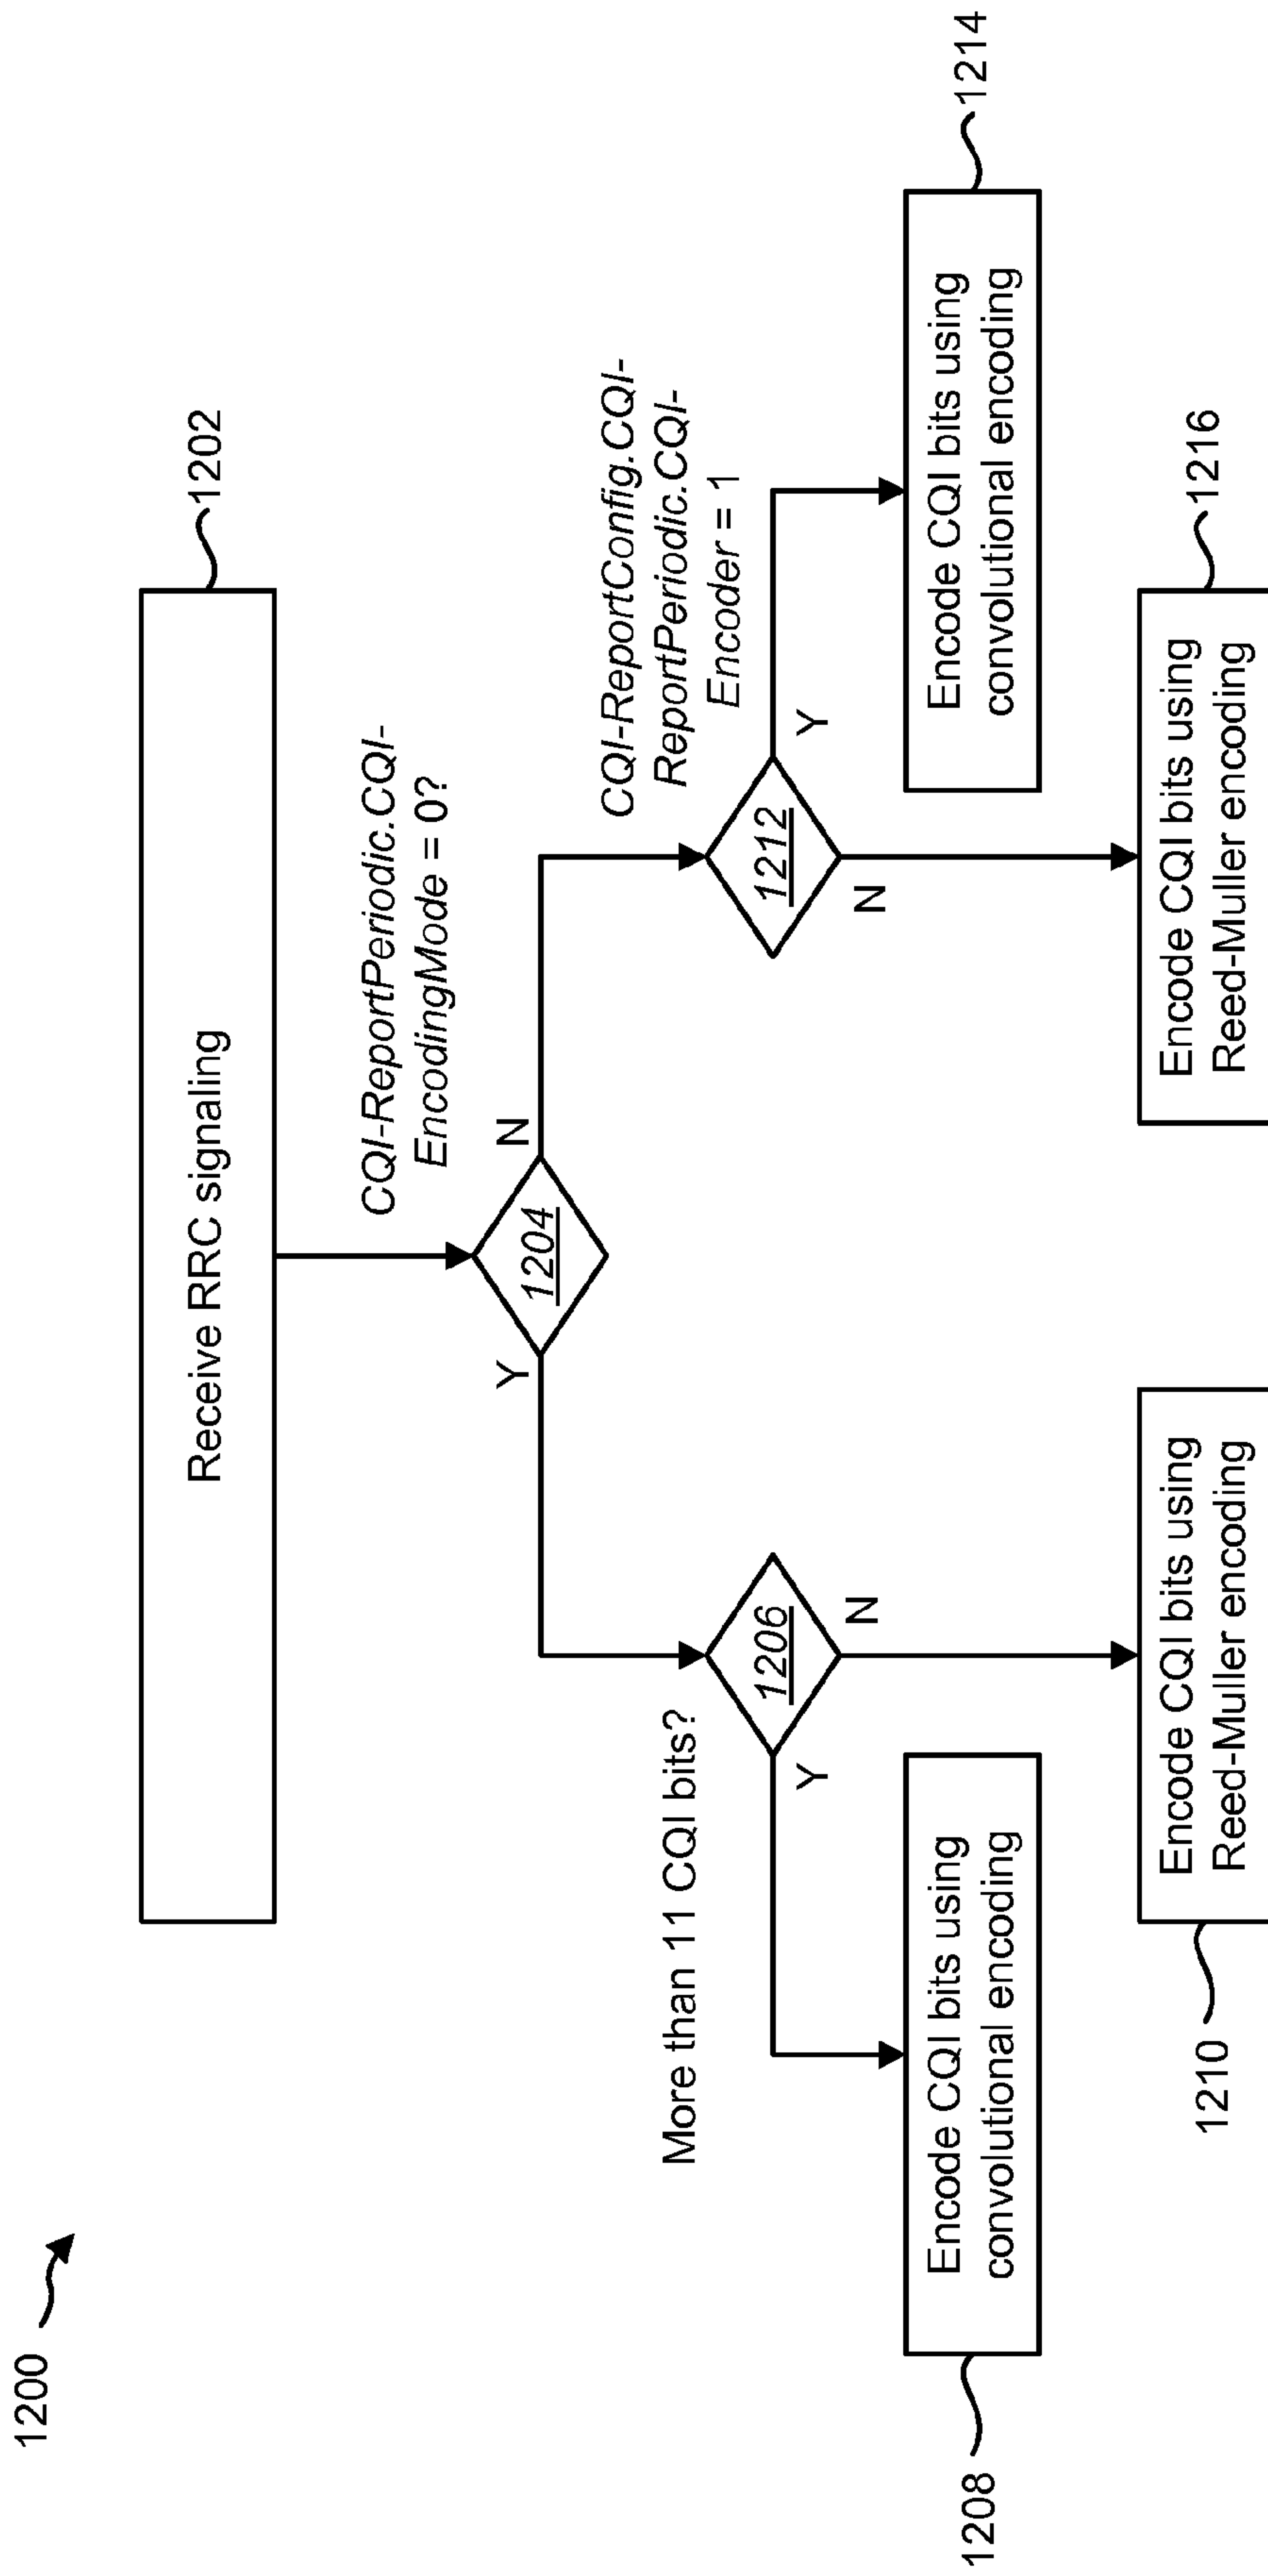 1200
1202
Receive RRC signaling
CQI-ReportPeriodic.CQI-
EncodingMode = 0?
1204
Y
N
More than 11 CQI bits?
1206
Y
N
CQI-ReportConfig.CQI-
ReportPeriodic.CQI-
Encoder = 1
1212
Y
N
1208
Encode CQI bits using
convolutional encoding
Encode CQI bits using
convolutional encoding
1214
1210
Encode CQI bits using
Reed-Muller encoding
Encode CQI bits using
Reed-Muller encoding
1216